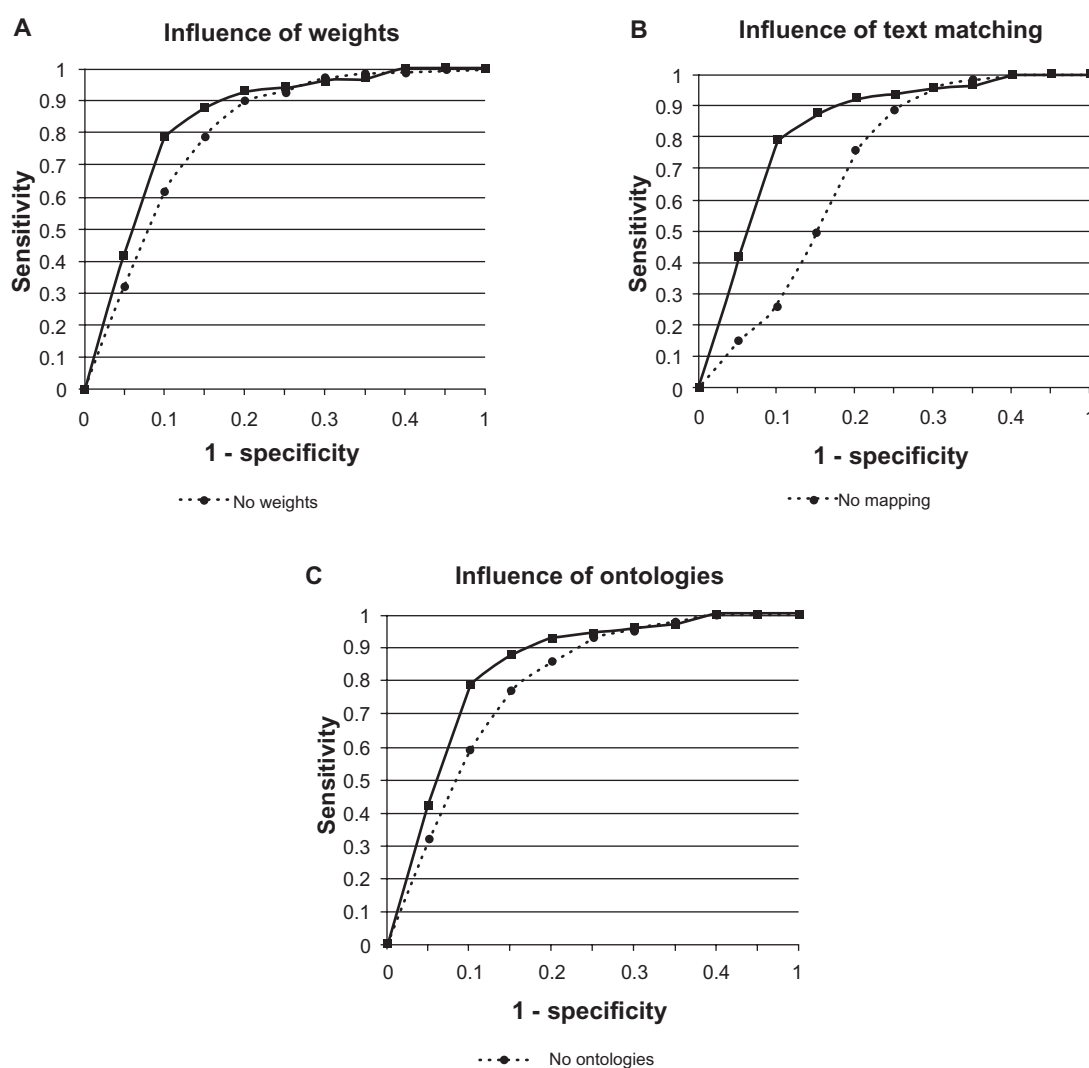 A
Influence of weights
1
0.9
0.8
0.7
0.6
0.5
0.4
0.3
0.2
0.1
0
Sensitivity
0 0.1 0.2 0.3 0.4 1
1 - specificity
No weights
B
Influence of text matching
1
0.9
0.8
0.7
0.6
0.5
0.4
0.3
0.2
0.1
0
Sensitivity
0 0.1 0.2 0.3 0.4 1
1 - specificity
No mapping
C
Influence of ontologies
1
0.9
0.8
0.7
0.6
0.5
0.4
0.3
0.2
0.1
0
Sensitivity
0 0.1 0.2 0.3 0.4 1
1 - specificity
No ontologies